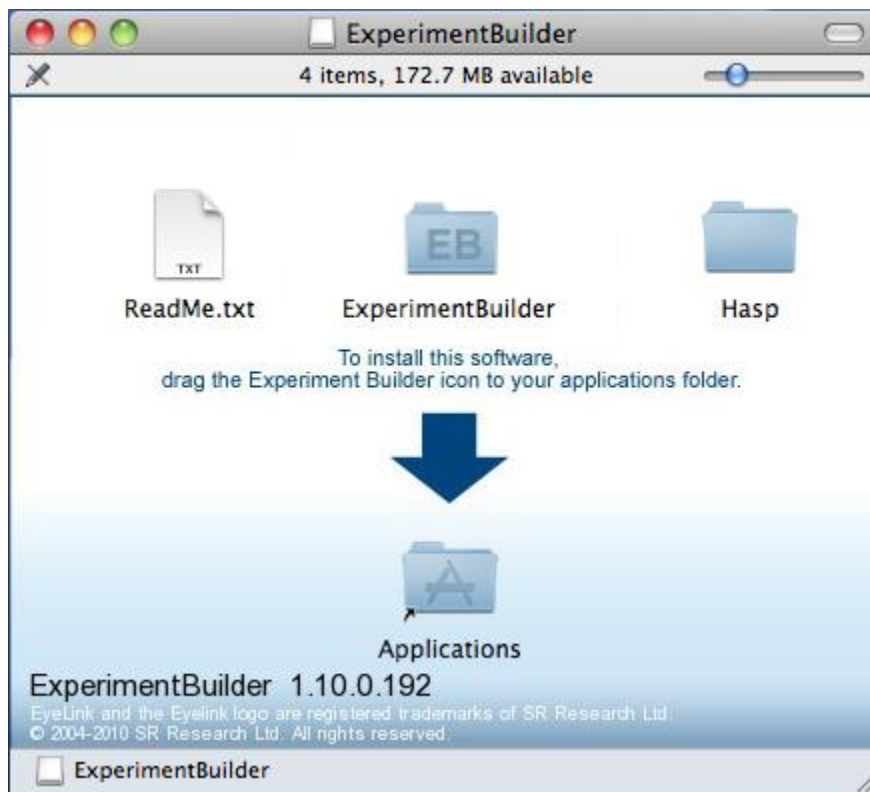 ExperimentBuilder
4 items, 172.7 MB available
TXT
EB
ReadMe.txt
ExperimentBuilder
Hasp
To install this software,
drag the Experiment Builder icon to your applications folder.
Applications
ExperimentBuilder 1.10.0.192
EyeLink and the Eyelink logo are registered trademarks of SR Research Ltd.
© 2004-2010 SR Research Ltd. All rights reserved.
ExperimentBuilder